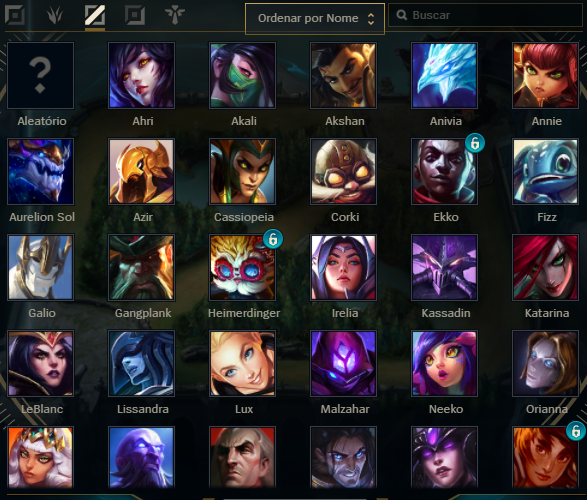 Ordenar por Nome
Buscar
?
Aleatório Ahri Akali Akshan Anivia Annie
6
Aurelion Sol Azir Cassiopeia Corki Ekko Fizz
6
Galio Gangplank Heimerdinger Irelia Kassadin Katarina
LeBlanc Lissandra Lux Malzahar Neeko Orianna
6